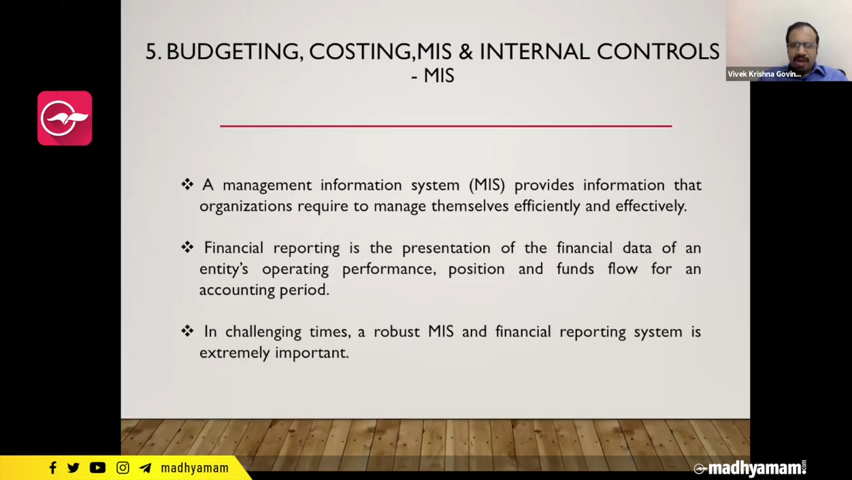 5. BUDGETING, COSTING,MIS & INTERNAL CONTROLS
- MIS
Vivek Krishna Govin...
❖ A management information system (MIS) provides information that
organizations require to manage themselves efficiently and effectively.
❖ Financial reporting is the presentation of the financial data of an
entity's operating performance, position and funds flow for an
accounting period.
❖ In challenging times, a robust MIS and financial reporting system is
extremely important.
madhyamam
madhyamam.com